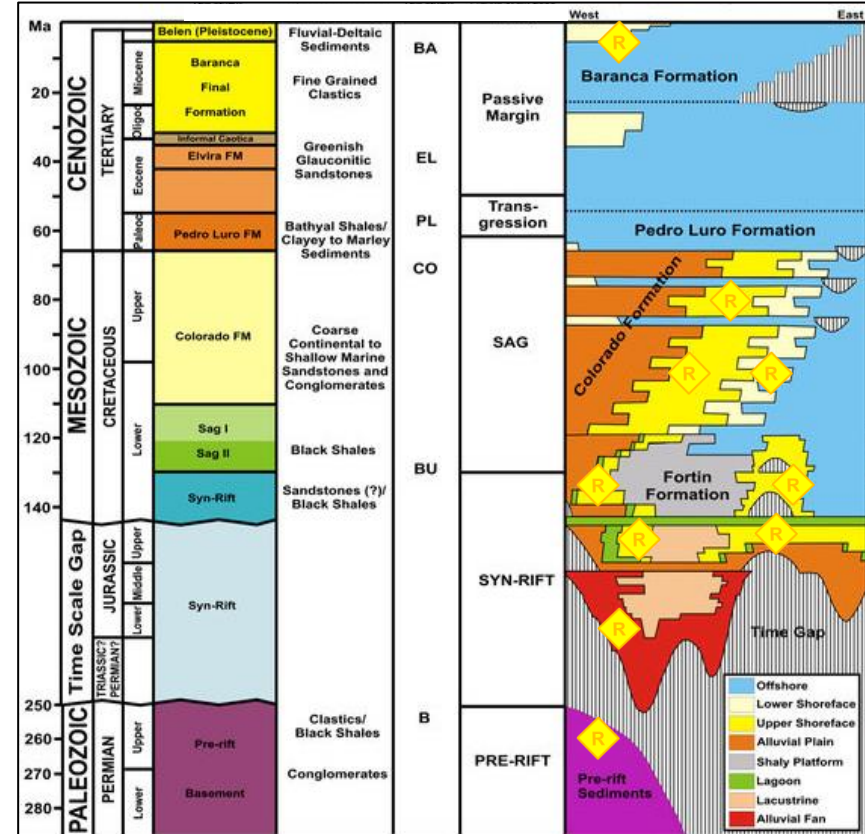 Ma
West
East
CENOZOIC
MESOZOIC
Time Scale Gap
PALEOZOIC
TERTIARY
CRETACEOUS
JURASSIC
TRIASSIC?
PERMIAN?
PERMIAN
Miocene
Oligoc
Eocene
Paleoc
Upper
Lower
Upper
Middle
Lower
Upper
Lower
20
40
60
80
100
120
140
250
260
270
280
Belen (Pleistocene)
Baranca
Final
Formation
Informal Caotica
Elvira FM
Pedro Luro FM
Colorado FM
Sag I
Sag II
Syn-Rift
Syn-Rift
Pre-rift
Basement
Fluvial-Deltaic
Sediments
Fine Grained
Clastics
Greenish
Glauconitic
Sandstones
Bathyal Shales/
Clayey to Marley
Sediments
Coarse
Continental to
Shallow Marine
Sandstones and
Conglomerates
Black Shales
Sandstones (?)/
Black Shales
Clastics/
Black Shales
Conglomerates
BA
EL
PL
CO
BU
B
Passive
Margin
Trans-
gression
SAG
SYN-RIFT
PRE-RIFT
R
Baranca Formation
Pedro Luro Formation
Colorado Formation
R
R
R
Fortin
Formation
R
R
R
R
R
Time Gap
R
Pre-rift
Sediments
Offshore
Lower Shoreface
Upper Shoreface
Alluvial Plain
Shaly Platform
Lagoon
Lacustrine
Alluvial Fan